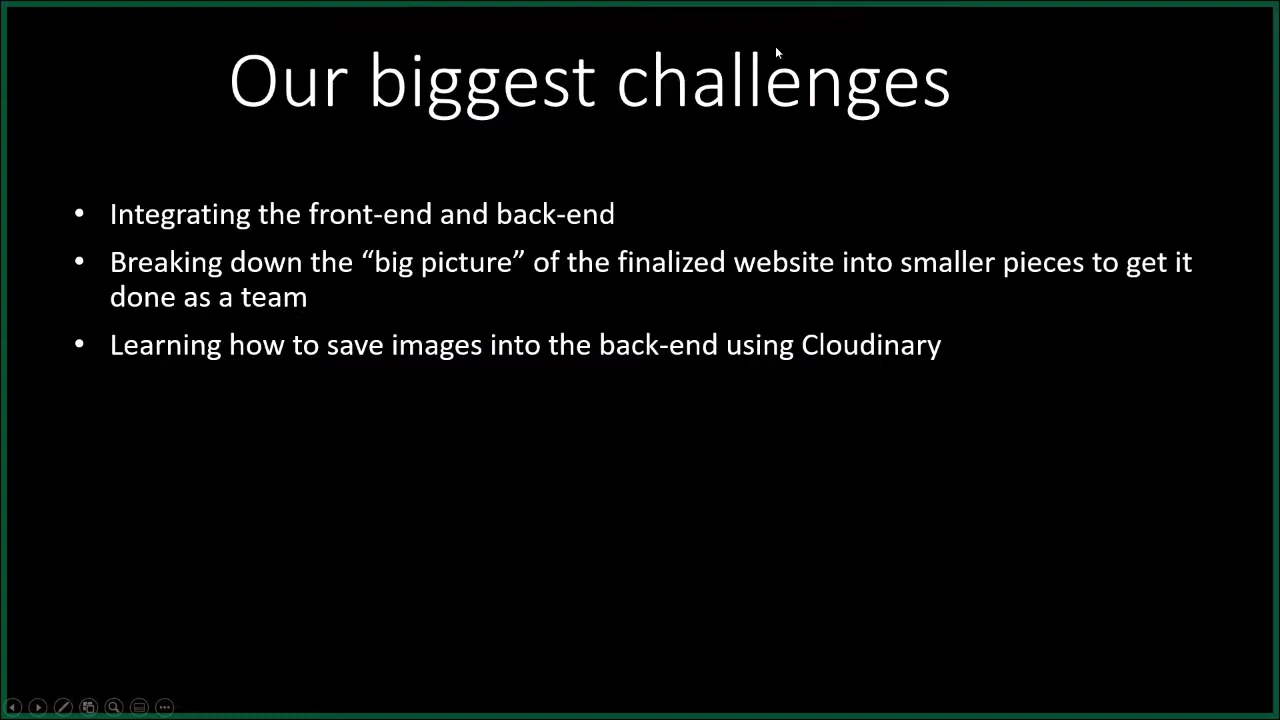 Our biggest challenges
• Integrating the front-end and back-end
• Breaking down the “big picture” of the finalized website into smaller pieces to get it
done as a team
• Learning how to save images into the back-end using Cloudinary